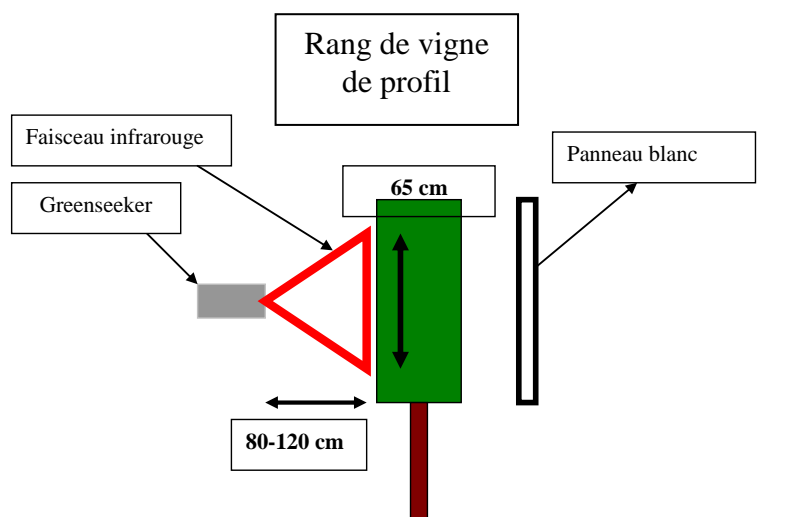 Rang de vigne
de profil
Faisceau infrarouge
Panneau blanc
65 cm
Greenseeker
80-120 cm